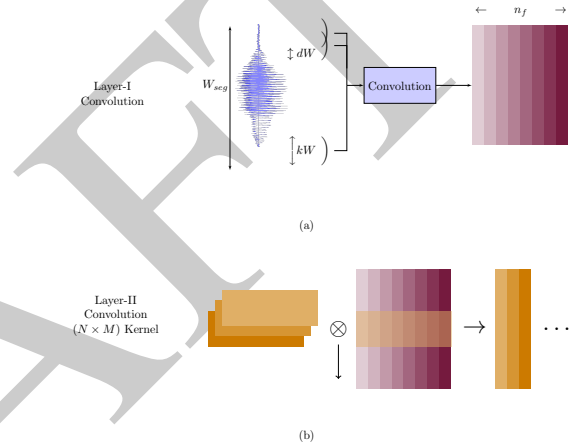 ← n_f →
dW
W_seg
Layer-I
Convolution
Convolution
kW
(a)
Layer-II
Convolution
(N × M) Kernel
⊗
...
(b)